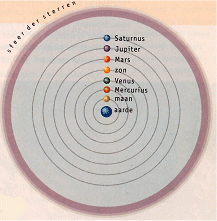 sfeer der sterren
Saturnus
Jupiter
Mars
zon
Venus
Mercurius
maan
aarde